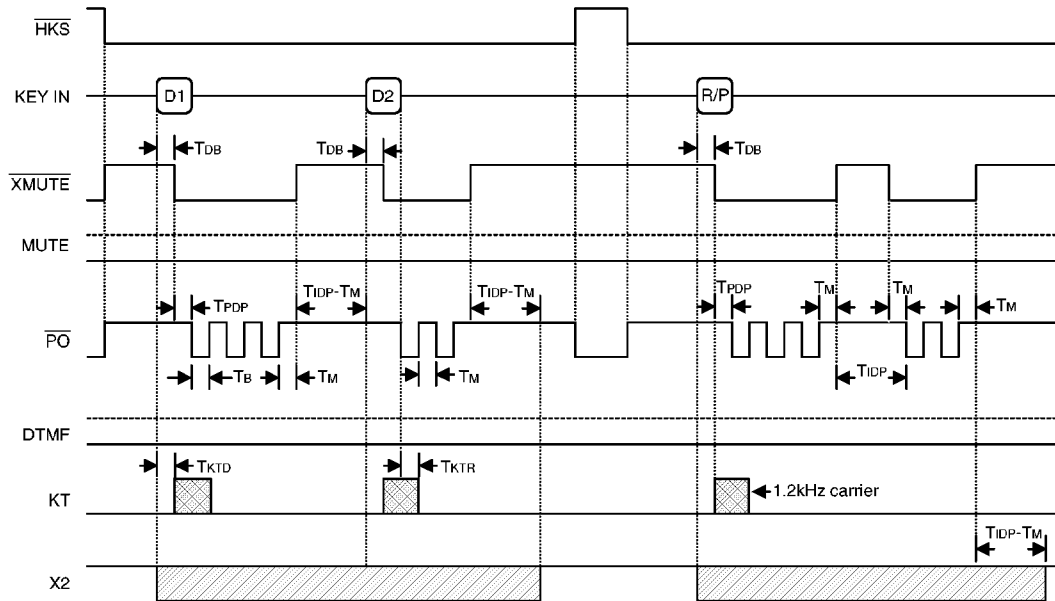 HKS
KEY IN
D1
D2
R/P
TDB
TDB
TDB
XMUTE
MUTE
TPDP
TIDP-TM
TIDP-TM
TPDP
TM
TM
TM
PO
TB
TM
TM
TIDP
DTMF
TKTD
TKTR
KT
1.2kHz carrier
TIDP-TM
X2